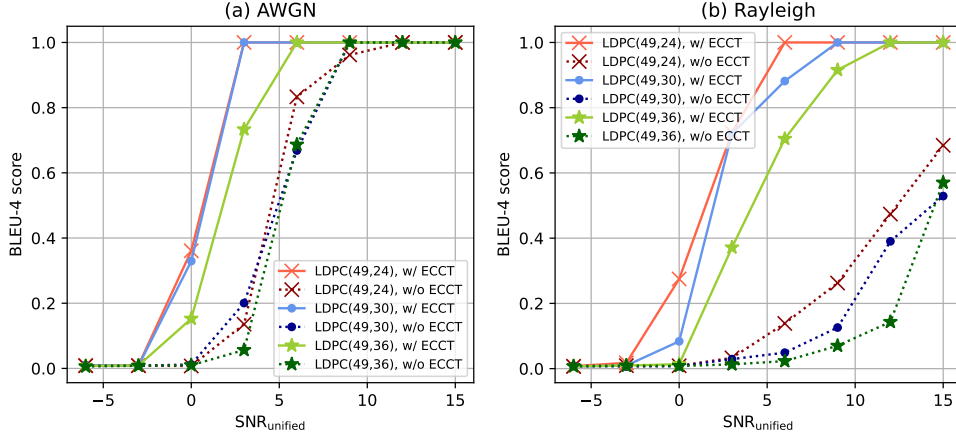 (a) AWGN
BLEU-4 score
1.0
0.8
0.6
0.4
0.2
0.0
−5
0
5
10
15
SNRunified
LDPC(49,24), w/ ECCT
LDPC(49,24), w/o ECCT
LDPC(49,30), w/ ECCT
LDPC(49,30), w/o ECCT
LDPC(49,36), w/ ECCT
LDPC(49,36), w/o ECCT
(b) Rayleigh
BLEU-4 score
1.0
0.8
0.6
0.4
0.2
0.0
−5
0
5
10
15
SNRunified
LDPC(49,24), w/ ECCT
LDPC(49,24), w/o ECCT
LDPC(49,30), w/ ECCT
LDPC(49,30), w/o ECCT
LDPC(49,36), w/ ECCT
LDPC(49,36), w/o ECCT